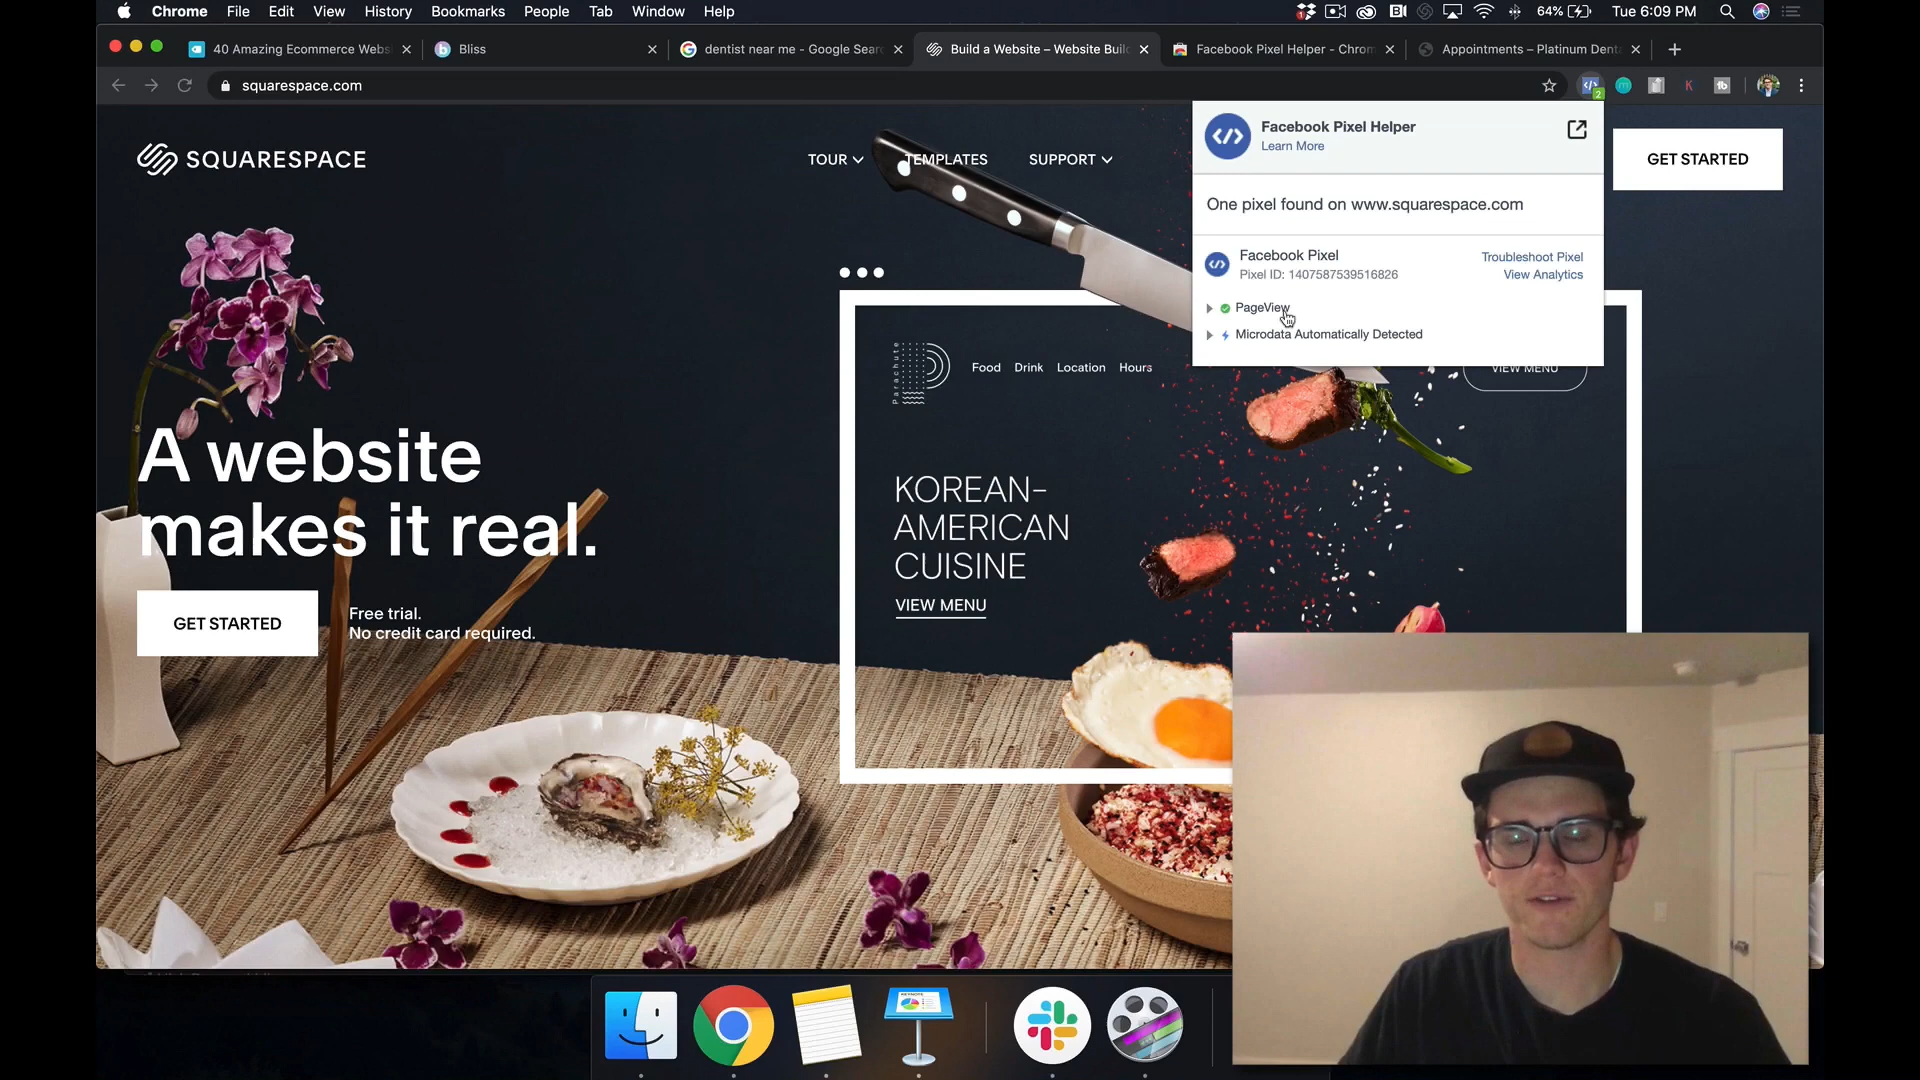 Chrome File Edit View History Bookmarks People Tab Window Help
64% Tue 6:09 PM
40 Amazing Ecommerce Webs
Bliss
dentist near me - Google Sear
Build a Website – Website Buil
Facebook Pixel Helper - Chrom
Appointments – Platinum Dent
squarespace.com
2
SQUARESPACE
TOUR
TEMPLATES
SUPPORT
GET STARTED
Facebook Pixel Helper
Learn More
One pixel found on www.squarespace.com
Facebook Pixel
Pixel ID: 1407587539516826
Troubleshoot Pixel
View Analytics
PageView
Microdata Automatically Detected
Parachute
Food Drink Location Hours
VIEW MENU
KOREAN-
AMERICAN
CUISINE
VIEW MENU
A website
makes it real.
GET STARTED
Free trial.
No credit card required.